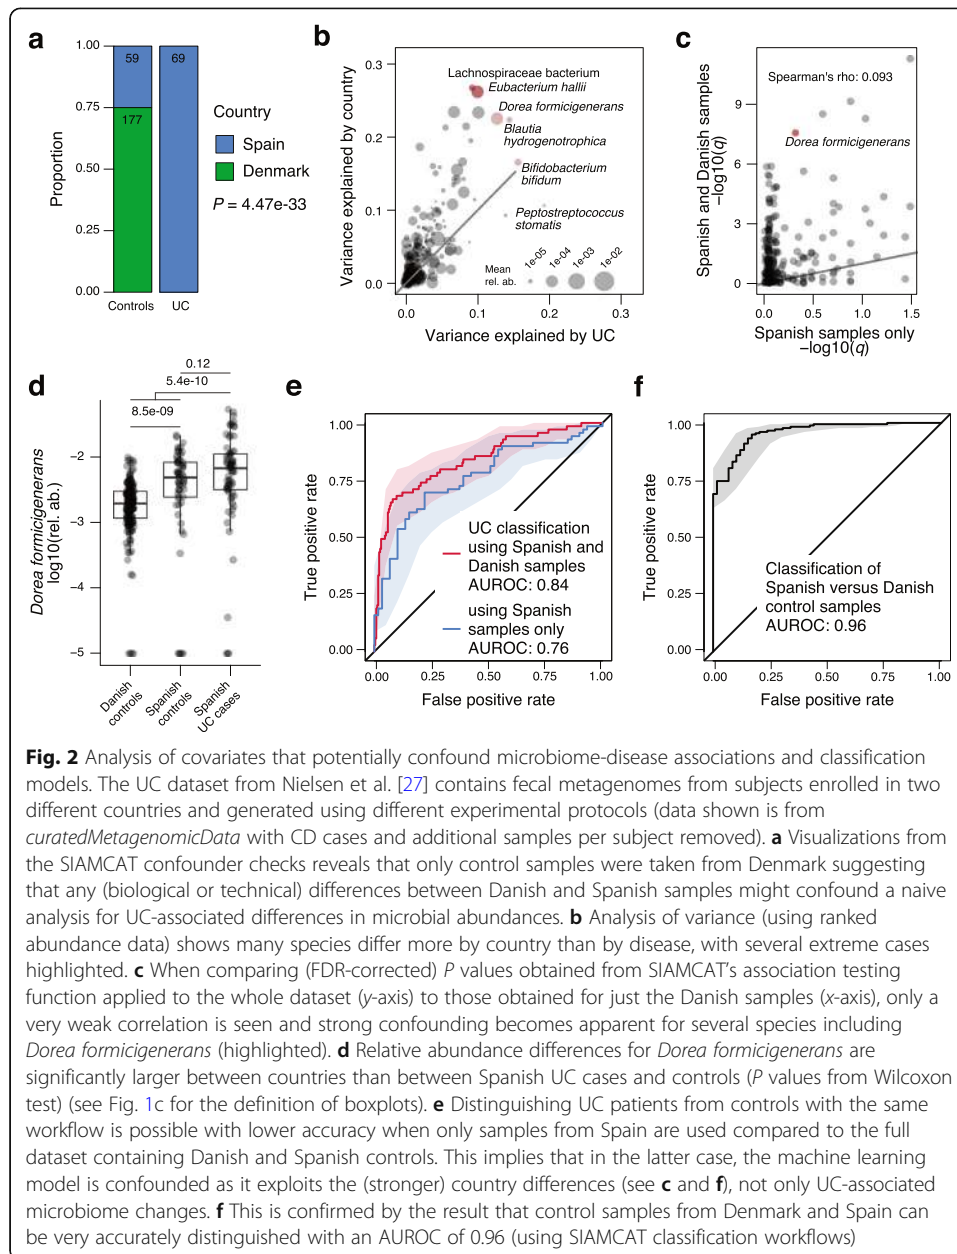 a
1.00
0.75
0.50
0.25
0.00
Proportion
59
177
69
Controls
UC
Country
Spain
Denmark
P = 4.47e-33
b
0.3
0.2
0.1
0.0
Variance explained by country
Lachnospiraceae bacterium
Eubacterium hallii
Dorea formicigenerans
Blautia
hydrogenotrophica
Bifidobacterium
bifidum
Peptostreptococcus
stomatis
Mean
rel. ab.
1e-05
1e-04
1e-03
1e-02
0.0
0.1
0.2
0.3
Variance explained by UC
c
Spanish and Danish samples
−log10(q)
9
6
3
0
Spearman's rho: 0.093
Dorea formicigenerans
0.0
0.5
1.0
1.5
Spanish samples only
−log10(q)
d
0.12
5.4e-10
8.5e-09
Dorea formicigenerans
log10(rel. ab.)
−2
−3
−4
−5
Danish
controls
Spanish
controls
Spanish
UC cases
e
1.00
0.75
0.50
0.25
0.00
True positive rate
UC classification
using Spanish and
Danish samples
AUROC: 0.84
using Spanish
samples only
AUROC: 0.76
0.00
0.25
0.50
0.75
1.00
False positive rate
f
1.00
0.75
0.50
0.25
0.00
True positive rate
Classification of
Spanish versus Danish
control samples
AUROC: 0.96
0.00
0.25
0.50
0.75
1.00
False positive rate
Fig. 2 Analysis of covariates that potentially confound microbiome-disease associations and classification
models. The UC dataset from Nielsen et al. [27] contains fecal metagenomes from subjects enrolled in two
different countries and generated using different experimental protocols (data shown is from
curatedMetagenomicData with CD cases and additional samples per subject removed). a Visualizations from
the SIAMCAT confounder checks reveals that only control samples were taken from Denmark suggesting
that any (biological or technical) differences between Danish and Spanish samples might confound a naive
analysis for UC-associated differences in microbial abundances. b Analysis of variance (using ranked
abundance data) shows many species differ more by country than by disease, with several extreme cases
highlighted. c When comparing (FDR-corrected) P values obtained from SIAMCAT's association testing
function applied to the whole dataset (y-axis) to those obtained for just the Danish samples (x-axis), only a
very weak correlation is seen and strong confounding becomes apparent for several species including
Dorea formicigenerans (highlighted). d Relative abundance differences for Dorea formicigenerans are
significantly larger between countries than between Spanish UC cases and controls (P values from Wilcoxon
test) (see Fig. 1c for the definition of boxplots). e Distinguishing UC patients from controls with the same
workflow is possible with lower accuracy when only samples from Spain are used compared to the full
dataset containing Danish and Spanish controls. This implies that in the latter case, the machine learning
model is confounded as it exploits the (stronger) country differences (see c and f), not only UC-associated
microbiome changes. f This is confirmed by the result that control samples from Denmark and Spain can
be very accurately distinguished with an AUROC of 0.96 (using SIAMCAT classification workflows)